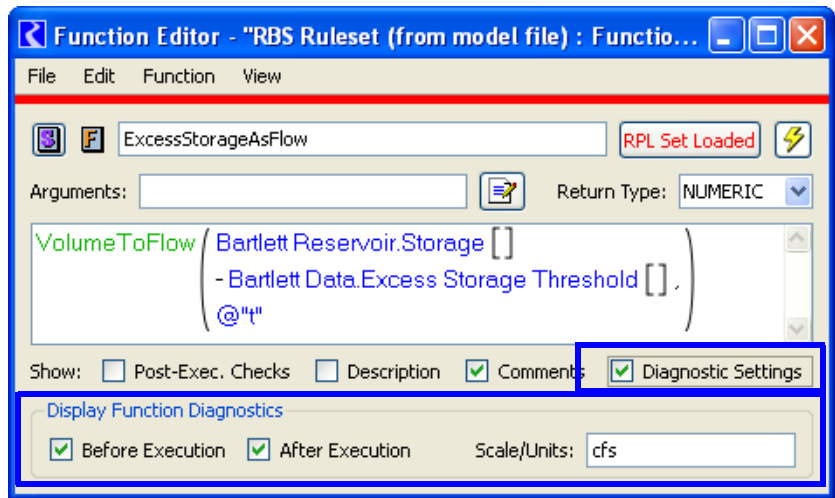 Function Editor - "RBS Ruleset (from model file) : Functio...
File Edit Function View
S F ExcessStorageAsFlow RPL Set Loaded
Arguments: Return Type: NUMERIC
VolumeToFlow ( Bartlett Reservoir.Storage []
- Bartlett Data.Excess Storage Threshold [] ,
@"t" )
Show: Post-Exec. Checks Description Comments Diagnostic Settings
Display Function Diagnostics
Before Execution After Execution Scale/Units: cfs